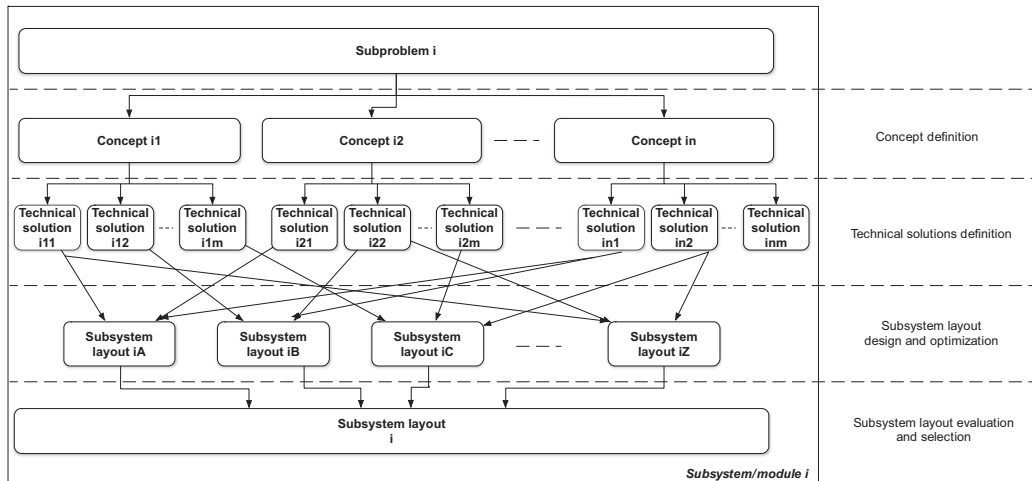 Subproblem i
Concept i1
Concept i2
Concept in
Concept definition
Technical
solution
i11
Technical
solution
i12
Technical
solution
i1m
Technical
solution
i21
Technical
solution
i22
Technical
solution
i2m
Technical
solution
in1
Technical
solution
in2
Technical
solution
inm
Technical solutions definition
Subsystem
layout iA
Subsystem
layout iB
Subsystem
layout iC
Subsystem
layout iZ
Subsystem layout
design and optimization
Subsystem layout
i
Subsystem layout evaluation
and selection
Subsystem/module i